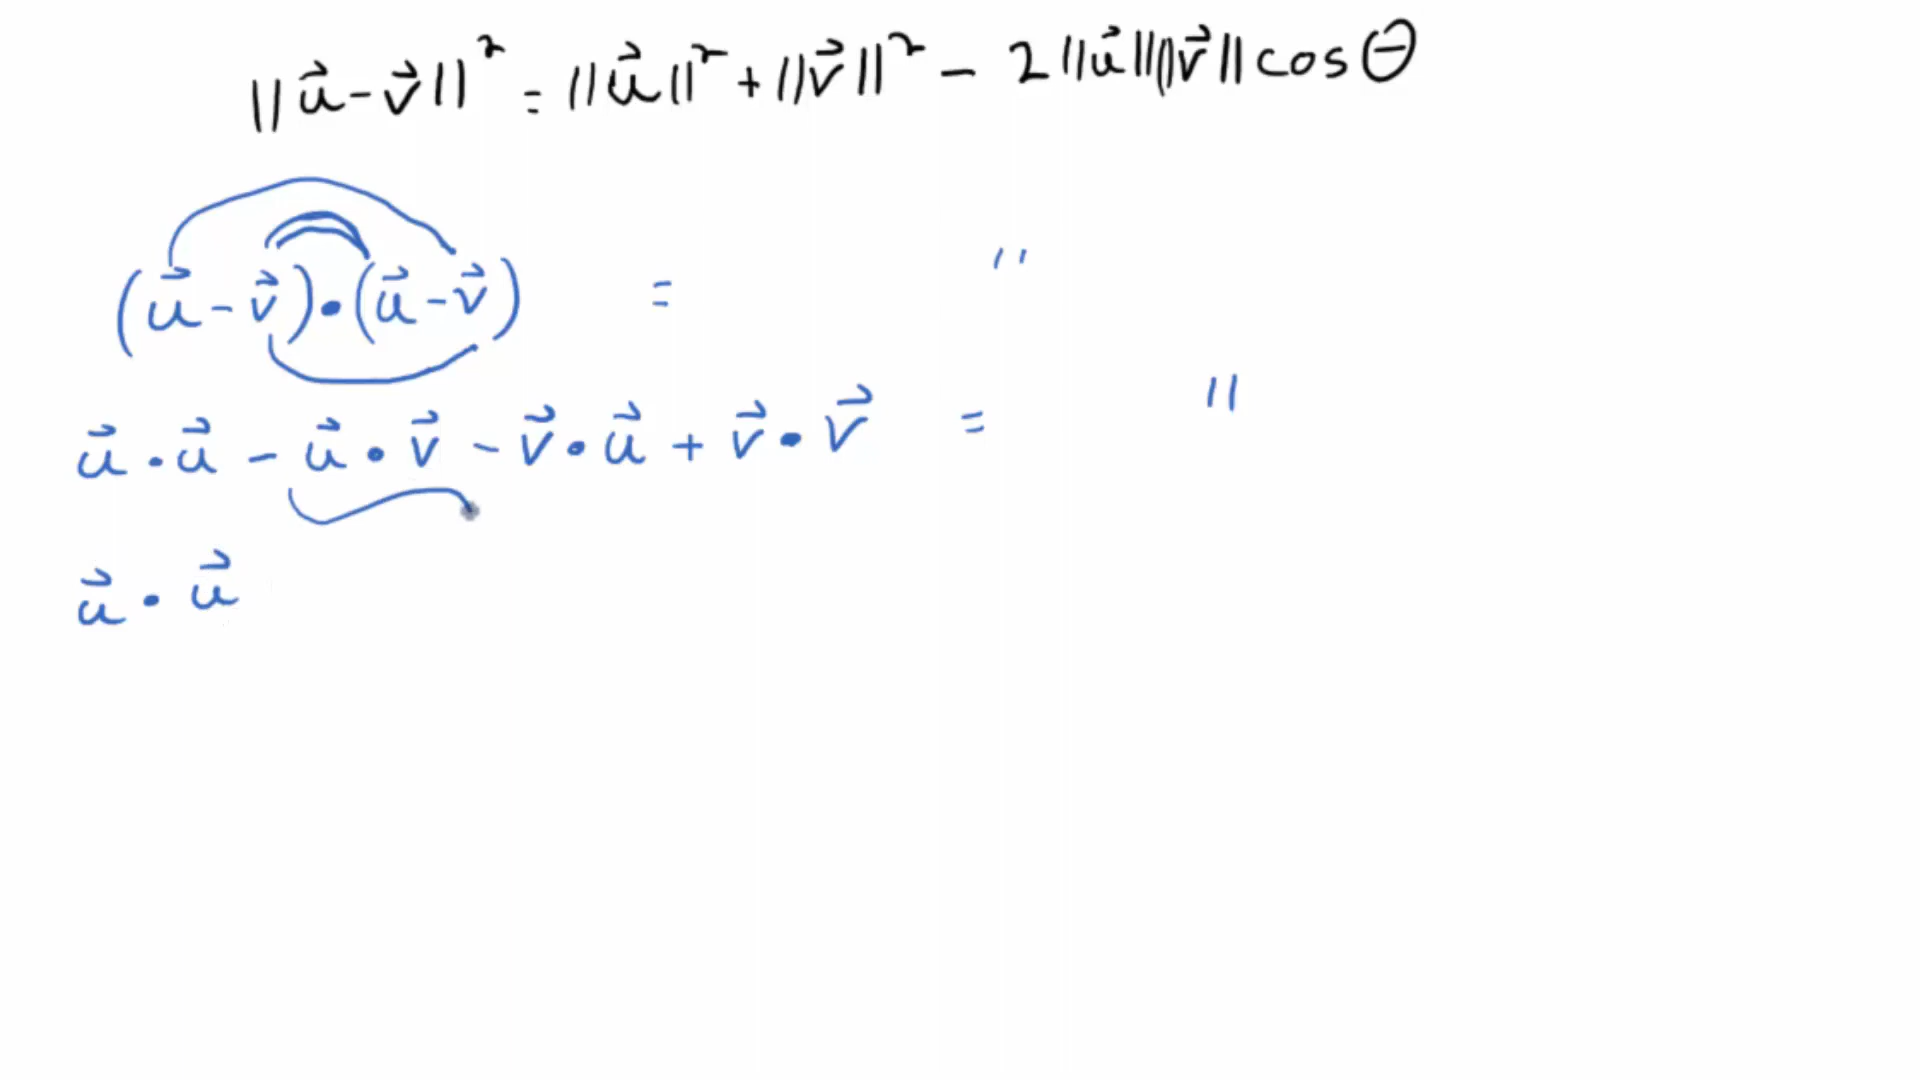 ||u⃗ - v⃗||² = ||u⃗||² + ||v⃗||² - 2||u⃗||||v⃗|| cos θ
(u⃗ - v⃗) • (u⃗ - v⃗) = "
u⃗ • u⃗ - u⃗ • v⃗ - v⃗ • u⃗ + v⃗ • v⃗ = "
u⃗ • u⃗